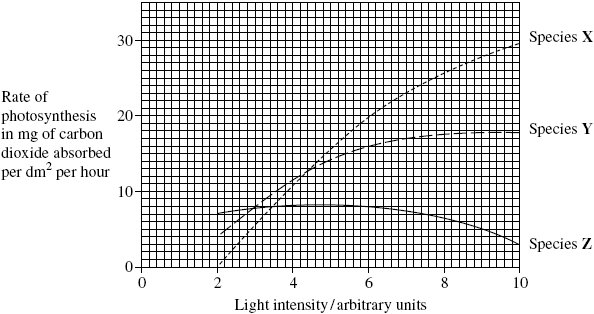 30
20
10
0
Rate of
photosynthesis
in mg of carbon
dioxide absorbed
per dm² per hour
Species X
Species Y
Species Z
0 2 4 6 8 10
Light intensity/arbitrary units